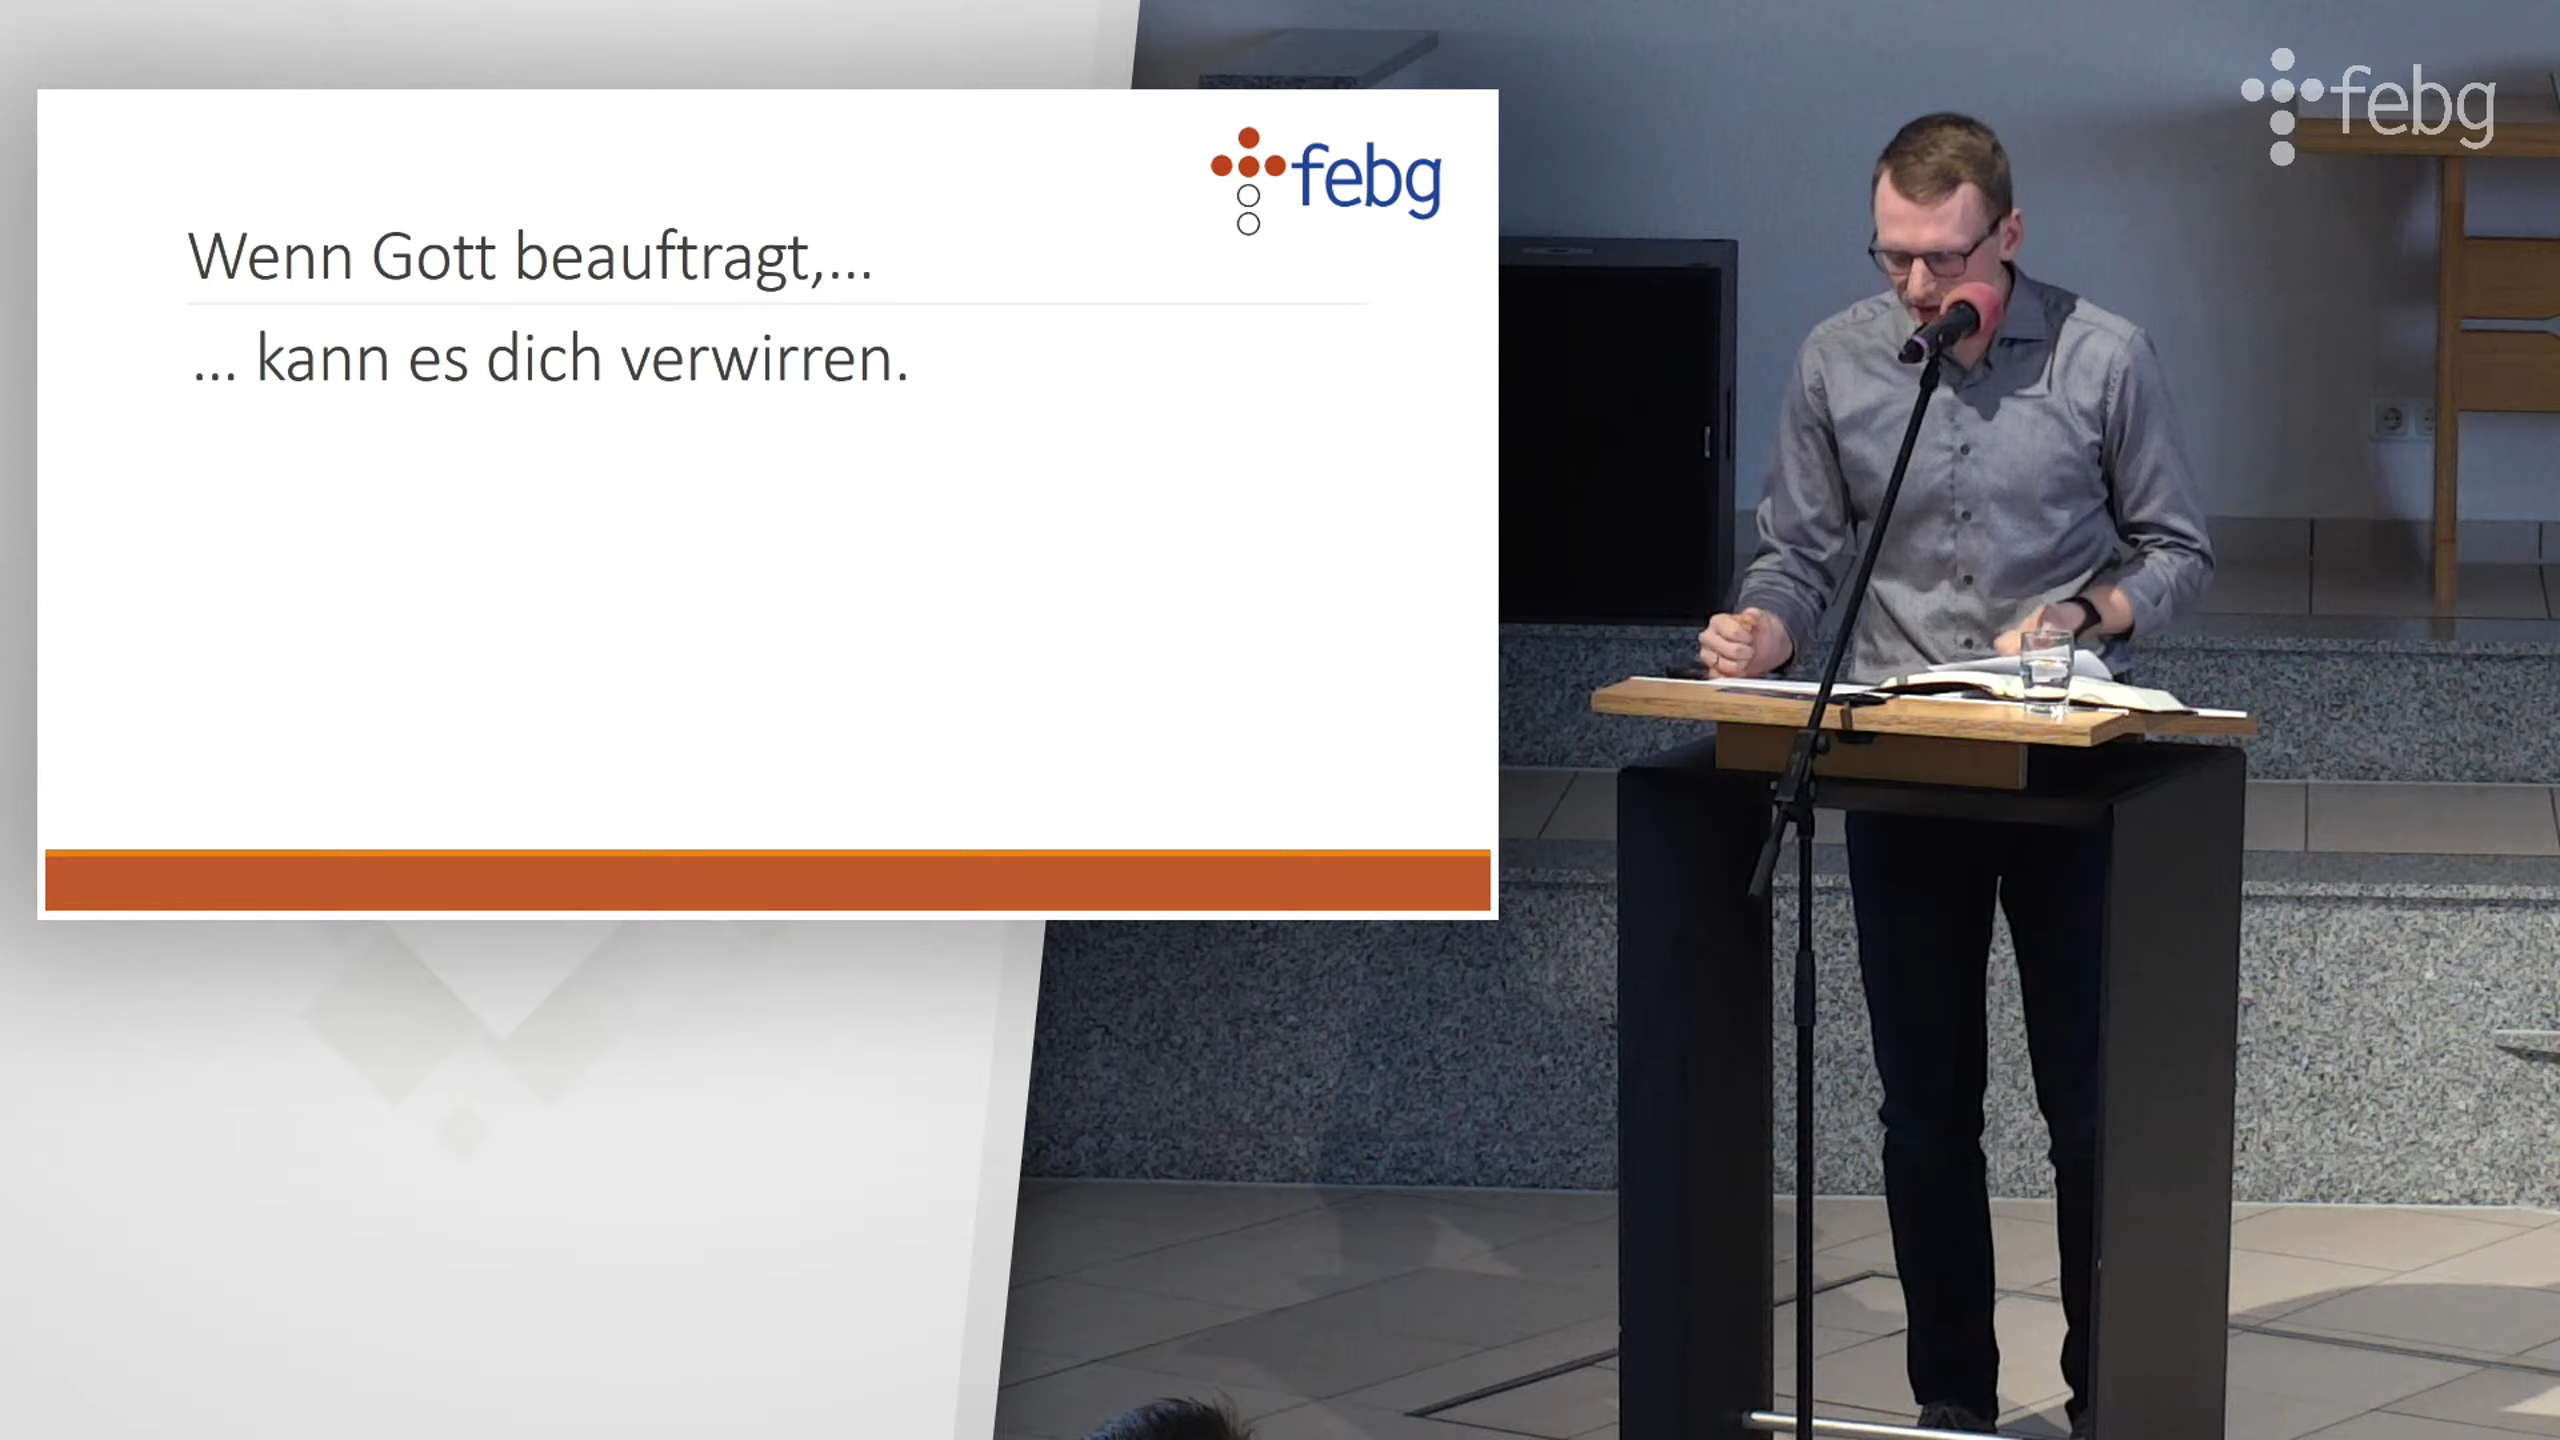 febg
Wenn Gott beauftragt,...
... kann es dich verwirren.
febg